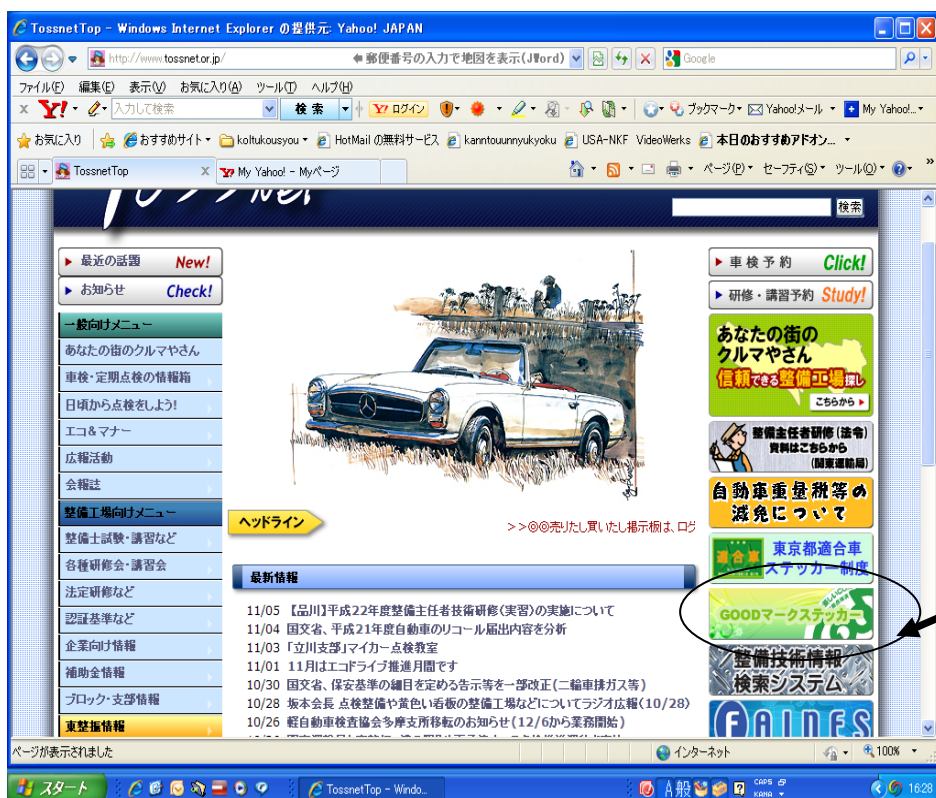 TossnetTop - Windows Internet Explorer の提供元: Yahoo! JAPAN
http://www.tossnet.or.jp/
郵便番号の入力で地図を表示(JWord)
Google
ファイル(F) 編集(E) 表示(V) お気に入り(A) ツール(T) ヘルプ(H)
x Y! 入力して検索 検索 ログイン ブックマーク Yahoo!メール My Yahoo!...
お気に入り おすすめサイト koltukousyou HotMail の無料サービス kanntouunnyukyoku USA-NKF VideoWerks 本日のおすすめアドオン...
TossnetTop x My Yahoo! - Myページ ページ(P) セーフティ(S) ツール(O) »
検索
最近の話題 New!
お知らせ Check!
一般向けメニュー
あなたの街のクルマやさん
車検・定期点検の情報箱
日頃から点検をしよう!
エコ&マナー
広報活動
会報誌
整備工場向けメニュー
整備士試験・講習など
各種研修会・講習会
法定研修など
認証基準など
企業向け情報
補助金情報
ブロック・支部情報
東整振情報
ヘッドライン
>>◎◎売りたし買いたし掲示板は、ログ
最新情報
11/05 【品川】平成22年度整備主任者技術研修(実習)の実施について
11/04 国交省、平成21年度自動車のリコール届出内容を分析
11/03 「立川支部」マイカー点検教室
11/01 11月はエコドライブ推進月間です
10/30 国交省、保安基準の細目を定める告示等を一部改正(二輪車排ガス等)
10/28 坂本会長 点検整備や黄色い看板の整備工場などについてラジオ広報(10/28)
10/26 軽自動車検査協会多摩支所移転のお知らせ(12/6から業務開始)
車検予約 Click!
研修・講習予約 Study!
あなたの街の
クルマやさん
信頼できる整備工場探し
こちらから
整備主任者研修(法令)
資料はこちらから
(関東運輸局)
自動車重量税等の
減免について
適合車
東京都適合車
ステッカー制度
GOODマークステッカー
整備技術情報
検索システム
FAINES
ページが表示されました インターネット 100%
スタート TossnetTop - Windo... A 般 CAPS KANA 16:28